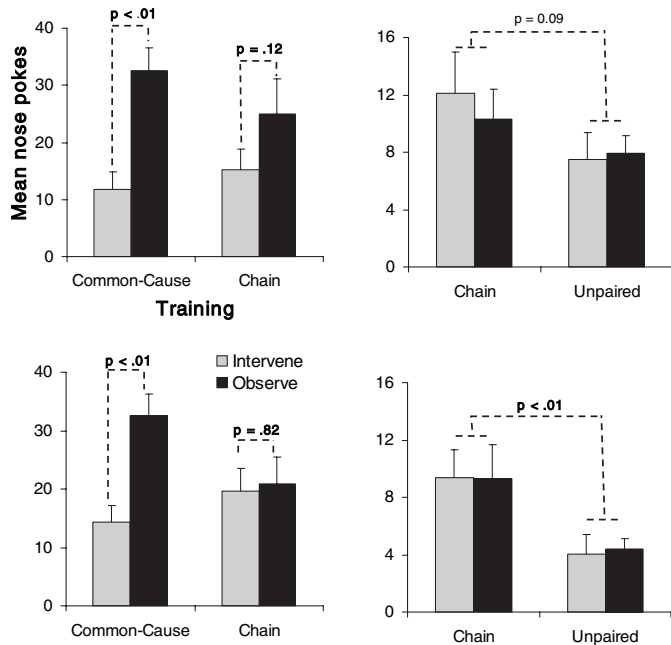 p < .01
p = .12
40
30
20
10
0
Mean nose pokes
Common-Cause Chain
Training
p = 0.09
16
12
8
4
0
Chain Unpaired
p < .01
Intervene
Observe
p = .82
40
30
20
10
0
Common-Cause Chain
p < .01
16
12
8
4
0
Chain Unpaired